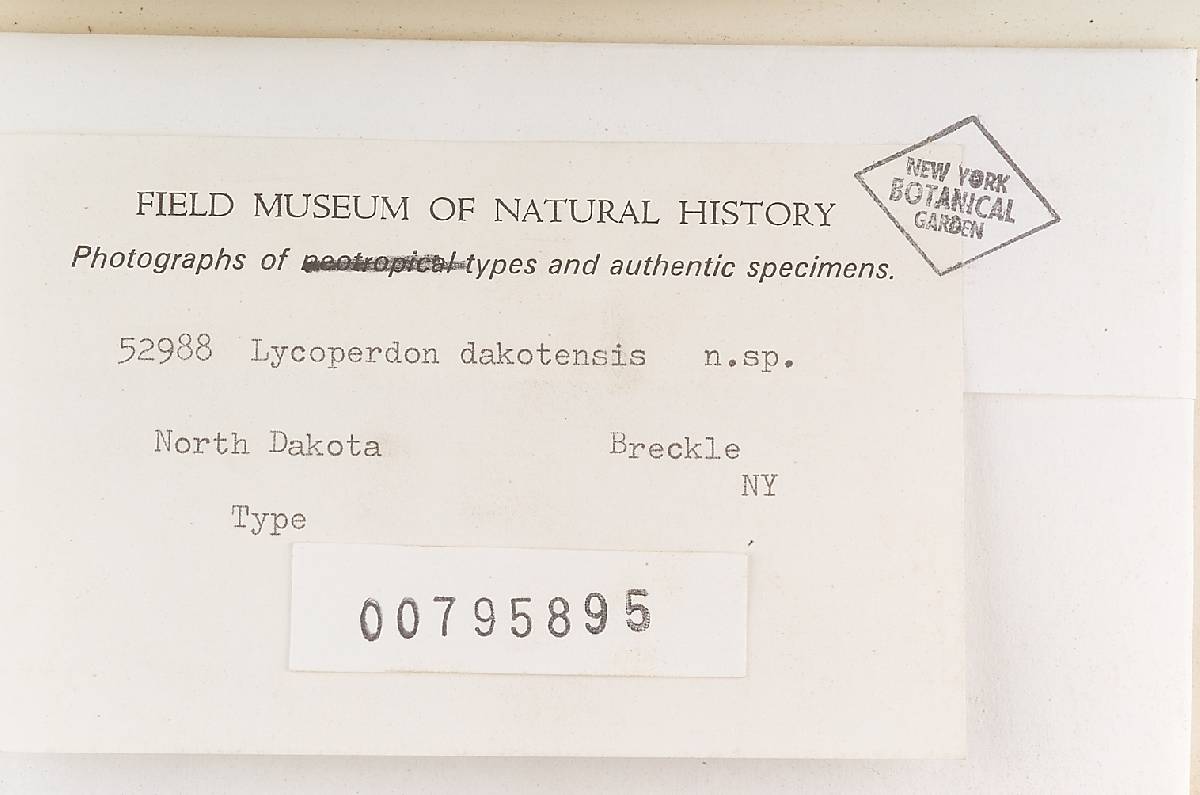 NEW YORK
BOTANICAL
GARDEN
FIELD MUSEUM OF NATURAL HISTORY
Photographs of neotropical types and authentic specimens.
52988 Lycoperdon dakotensis n.sp.
North Dakota Breckle
NY
Type
00795895